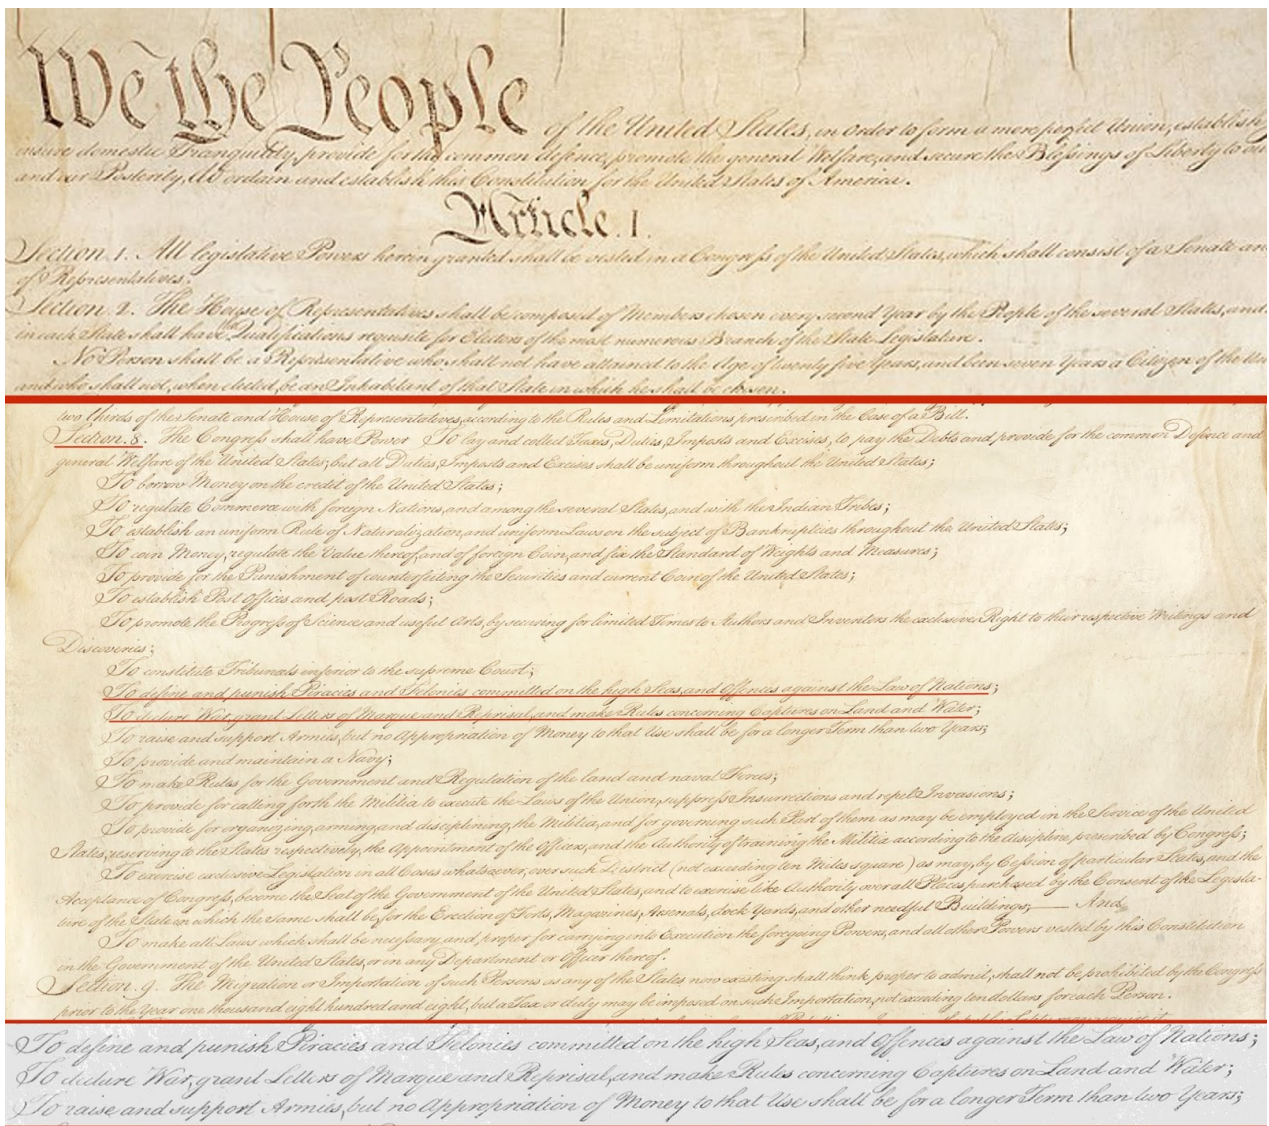 We the People of the United States, in Order to form a more perfect Union, establish
insure domestic Tranquility, provide for the common defence, promote the general Welfare, and secure the Blessings of Liberty to our
and our Posterity, do ordain and establish this Constitution for the United States of America.
Article. I.
Section. 1. All legislative Powers herein granted shall be vested in a Congress of the United States, which shall consist of a Senate and
of Representatives.
Section. 2. The House of Representatives shall be composed of Members chosen every second Year by the People of the several States, and
in each State shall have the Qualifications requisite for Electors of the most numerous Branch of the State Legislature.
No Person shall be a Representative who shall not have attained to the Age of twenty five Years, and been seven Years a Citizen of the
and who shall not, when elected, be an Inhabitant of that State in which he shall be chosen.
two thirds of the Senate and House of Representatives, according to the Rules and Limitations prescribed in the Case of a Bill.
Section. 8. The Congress shall have Power To lay and collect Taxes, Duties, Imposts and Excises, to pay the Debts and provide for the common Defence and
general Welfare of the United States; but all Duties, Imposts and Excises shall be uniform throughout the United States;
To borrow Money on the credit of the United States;
To regulate Commerce with foreign Nations, and among the several States, and with the Indian Tribes;
To establish an uniform Rule of Naturalization, and uniform Laws on the subject of Bankruptcies throughout the United States;
To coin Money, regulate the Value thereof, and of foreign Coin, and fix the Standard of Weights and Measures;
To provide for the Punishment of counterfeiting the Securities and current Coin of the United States;
To establish Post Offices and post Roads;
To promote the Progress of Science and useful Arts, by securing for limited Times to Authors and Inventors the exclusive Right to their respective Writings and
Discoveries;
To constitute Tribunals inferior to the supreme Court;
To define and punish Piracies and Felonies committed on the high Seas, and Offences against the Law of Nations;
To declare War, grant Letters of Marque and Reprisal, and make Rules concerning Captures on Land and Water;
To raise and support Armies, but no Appropriation of Money to that Use shall be for a longer Term than two Years;
To provide and maintain a Navy;
To make Rules for the Government and Regulation of the land and naval Forces;
To provide for calling forth the Militia to execute the Laws of the Union, suppress Insurrections and repel Invasions;
To provide for organizing, arming, and disciplining, the Militia, and for governing such Part of them as may be employed in the Service of the United
States, reserving to the States respectively, the Appointment of the Officers, and the Authority of training the Militia according to the discipline prescribed by Congress;
To exercise exclusive Legislation in all Cases whatsoever, over such District (not exceeding ten Miles square) as may, by Cession of particular States, and the
Acceptance of Congress, become the Seat of the Government of the United States, and to exercise like Authority over all Places purchased by the Consent of the Legisla-
ture of the State in which the Same shall be, for the Erection of Forts, Magazines, Arsenals, dock-Yards, and other needful Buildings;—And
To make all Laws which shall be necessary and proper for carrying into Execution the foregoing Powers, and all other Powers vested by this Constitution
in the Government of the United States, or in any Department or Officer thereof.
Section. 9. The Migration or Importation of such Persons as any of the States now existing shall think proper to admit, shall not be prohibited by the Congress
prior to the Year one thousand eight hundred and eight, but a Tax or duty may be imposed on such Importation, not exceeding ten dollars for each Person.
To define and punish Piracies and Felonies committed on the high Seas, and Offences against the Law of Nations;
To declare War, grant Letters of Marque and Reprisal, and make Rules concerning Captures on Land and Water;
To raise and support Armies, but no Appropriation of Money to that Use shall be for a longer Term than two Years;